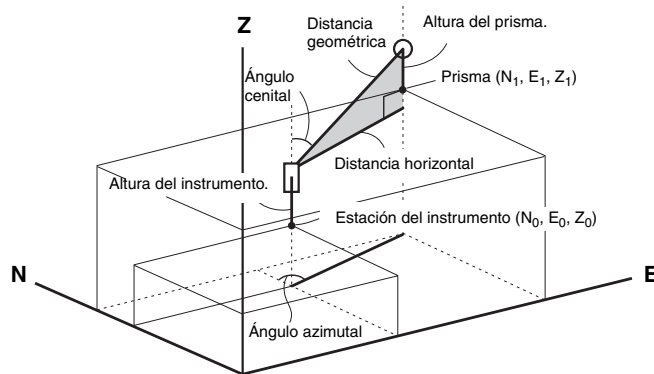 Distancia
geométrica
Altura del prisma.
Z
Ángulo
cenital
Prisma (N1, E1, Z1)
Distancia horizontal
Altura del instrumento.
Estación del instrumento (N0, E0, Z0)
N
E
Ángulo azimutal